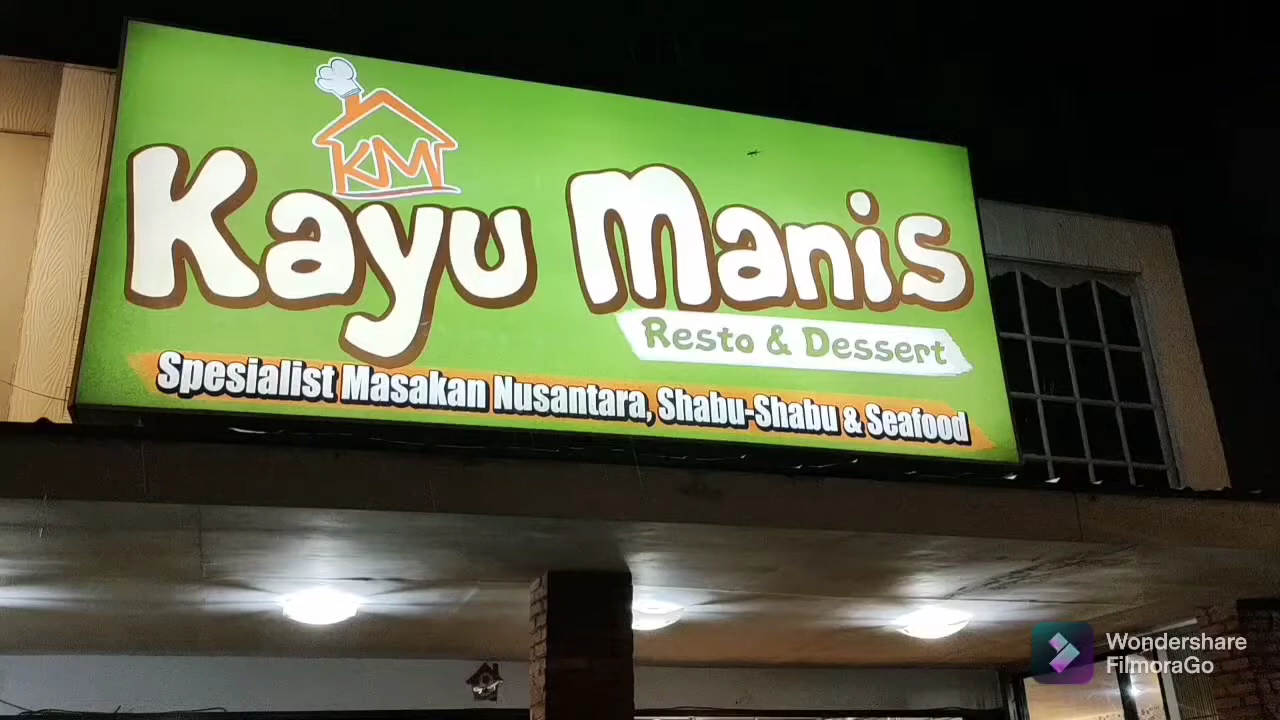 KM
Kayu Manis
Resto & Dessert
Spesialist Masakan Nusantara, Shabu-Shabu & Seafood
Wondershare
FilmoraGo